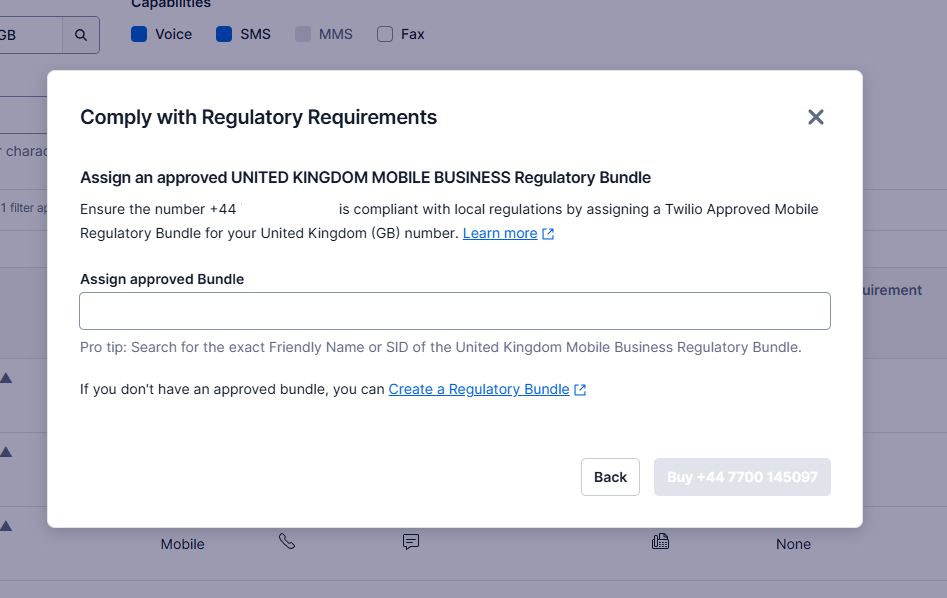 Capabilities
GB
Voice
SMS
MMS
Fax
Comply with Regulatory Requirements
r charac
Assign an approved UNITED KINGDOM MOBILE BUSINESS Regulatory Bundle
1 filter ap
Ensure the number +44 is compliant with local regulations by assigning a Twilio Approved Mobile
Regulatory Bundle for your United Kingdom (GB) number. Learn more
Assign approved Bundle
uirement
Pro tip: Search for the exact Friendly Name or SID of the United Kingdom Mobile Business Regulatory Bundle.
If you don't have an approved bundle, you can Create a Regulatory Bundle
Back
Buy +44 7700 145097
Mobile
None